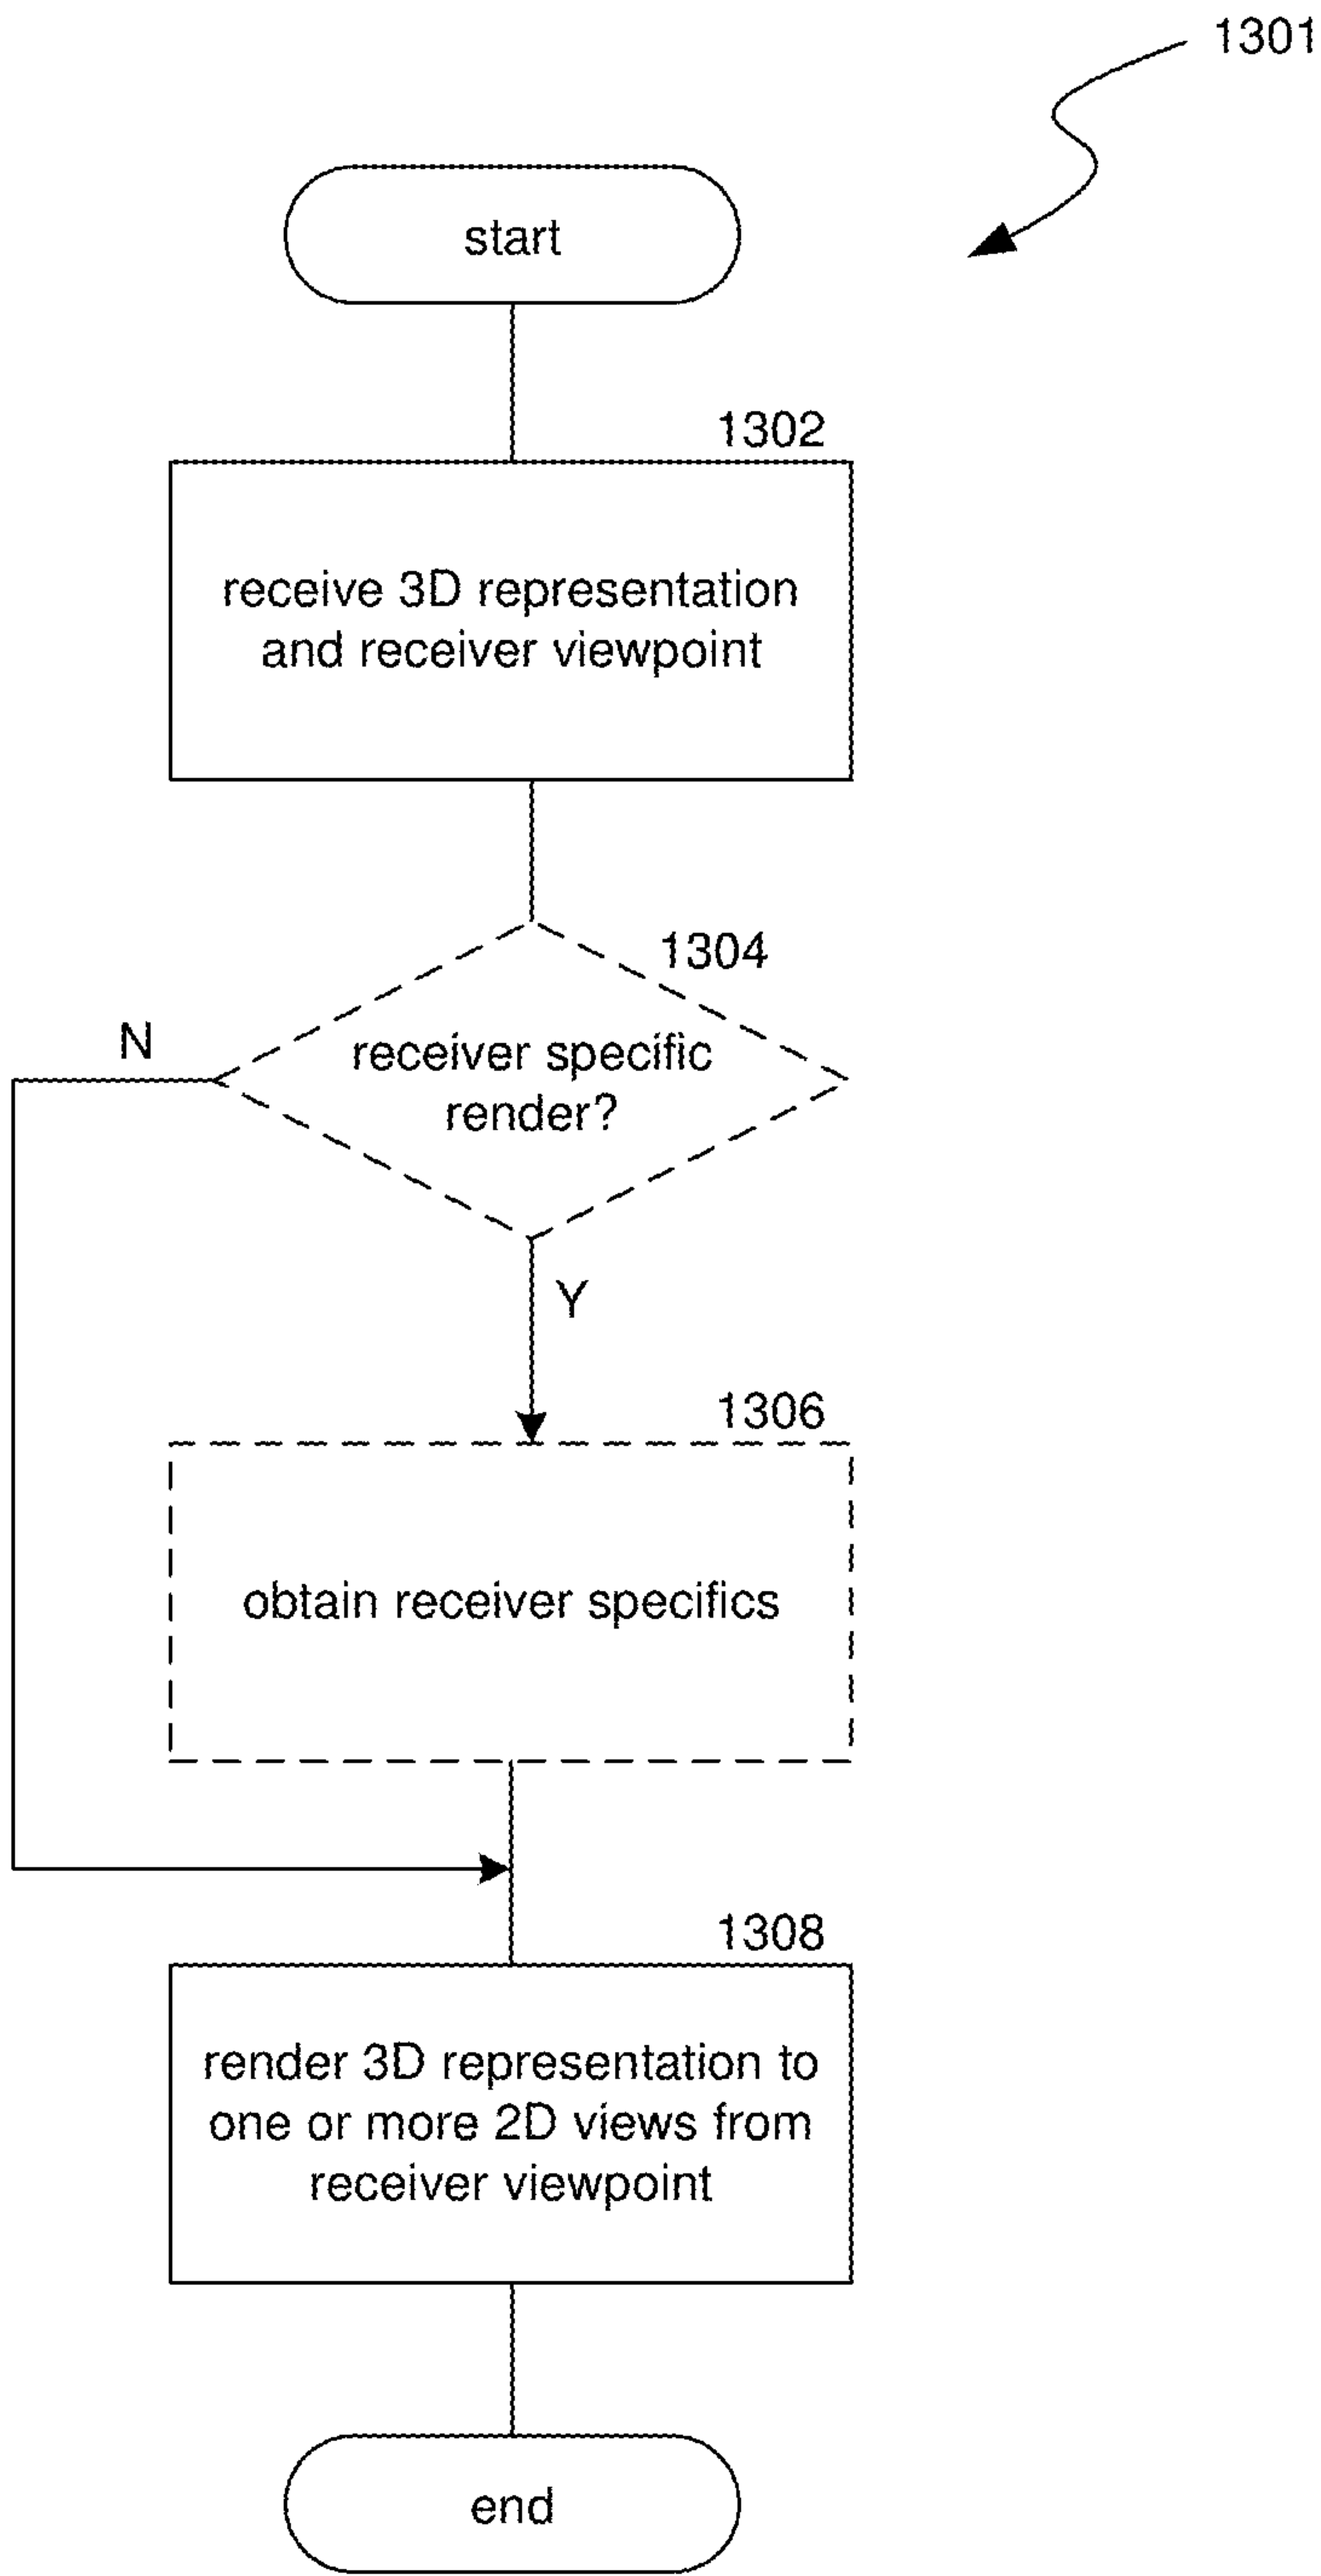 1301
start
1302
receive 3D representation
and receiver viewpoint
1304
N
receiver specific
render?
Y
1306
obtain receiver specifics
1308
render 3D representation to
one or more 2D views from
receiver viewpoint
end